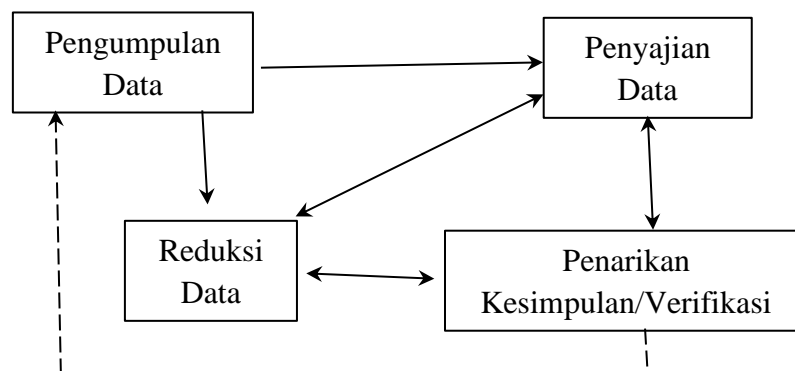 Pengumpulan
Data
Penyajian
Data
Reduksi
Data
Penarikan
Kesimpulan/Verifikasi